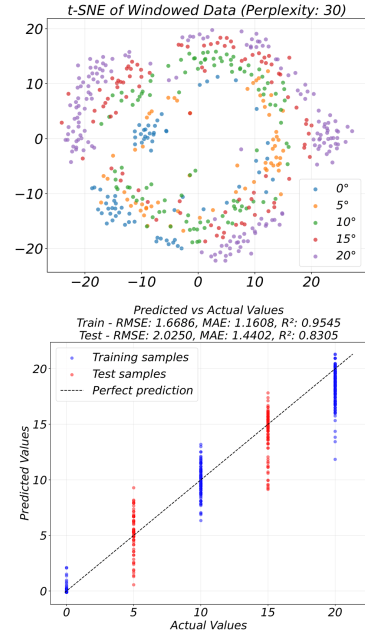 t-SNE of Windowed Data (Perplexity: 30)
20
10
0
−10
−20
0°
5°
10°
15°
20°
−20 −10 0 10 20
Predicted vs Actual Values
Train - RMSE: 1.6686, MAE: 1.1608, R²: 0.9545
Test - RMSE: 2.0250, MAE: 1.4402, R²: 0.8305
Training samples
Test samples
Perfect prediction
Predicted Values
20
15
10
5
0
0 5 10 15 20
Actual Values